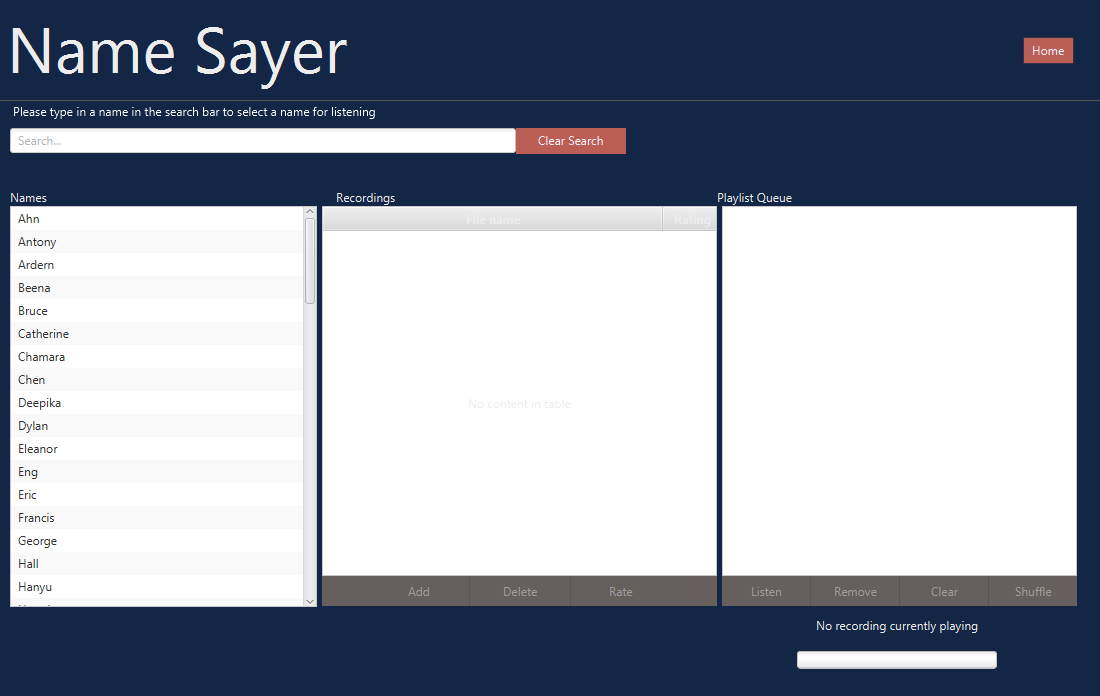 Name Sayer
Home
Please type in a name in the search bar to select a name for listening
Search...
Clear Search
Names
Recordings
Playlist Queue
Ahn
Antony
Ardern
Beena
Bruce
Catherine
Chamara
Chen
Deepika
Dylan
Eleanor
Eng
Eric
Francis
George
Hall
Hanyu
File name
Rating
No content in table
Add
Delete
Rate
Listen
Remove
Clear
Shuffle
No recording currently playing